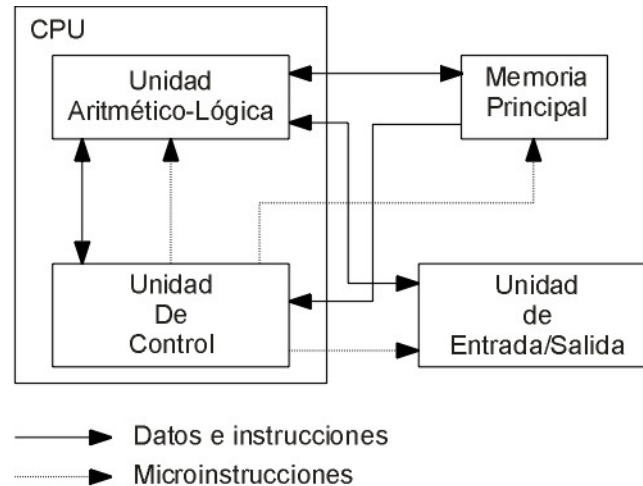 CPU
Unidad
Aritmético-Lógica
Memoria
Principal
Unidad
De
Control
Unidad
de
Entrada/Salida
Datos e instrucciones
Microinstrucciones